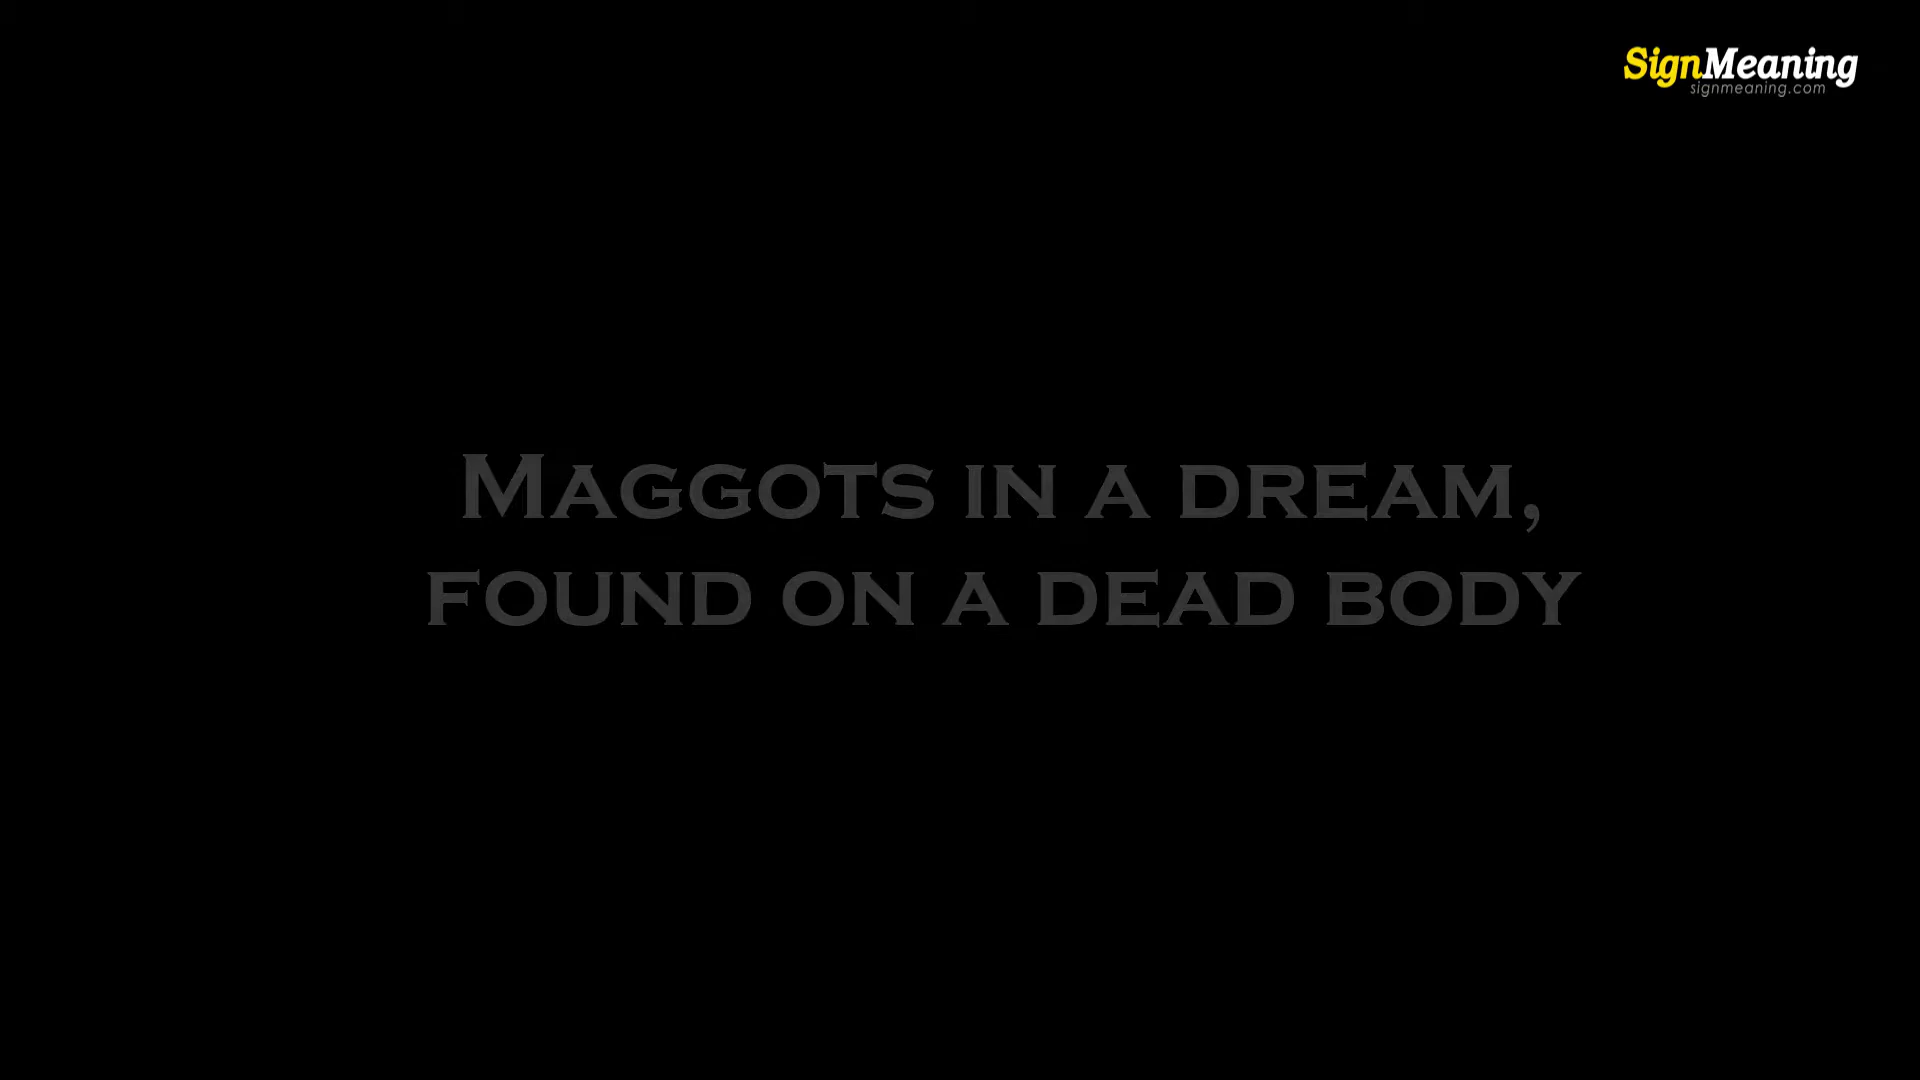 SignMeaning
signmeaning.com
Maggots in a dream,
found on a dead body